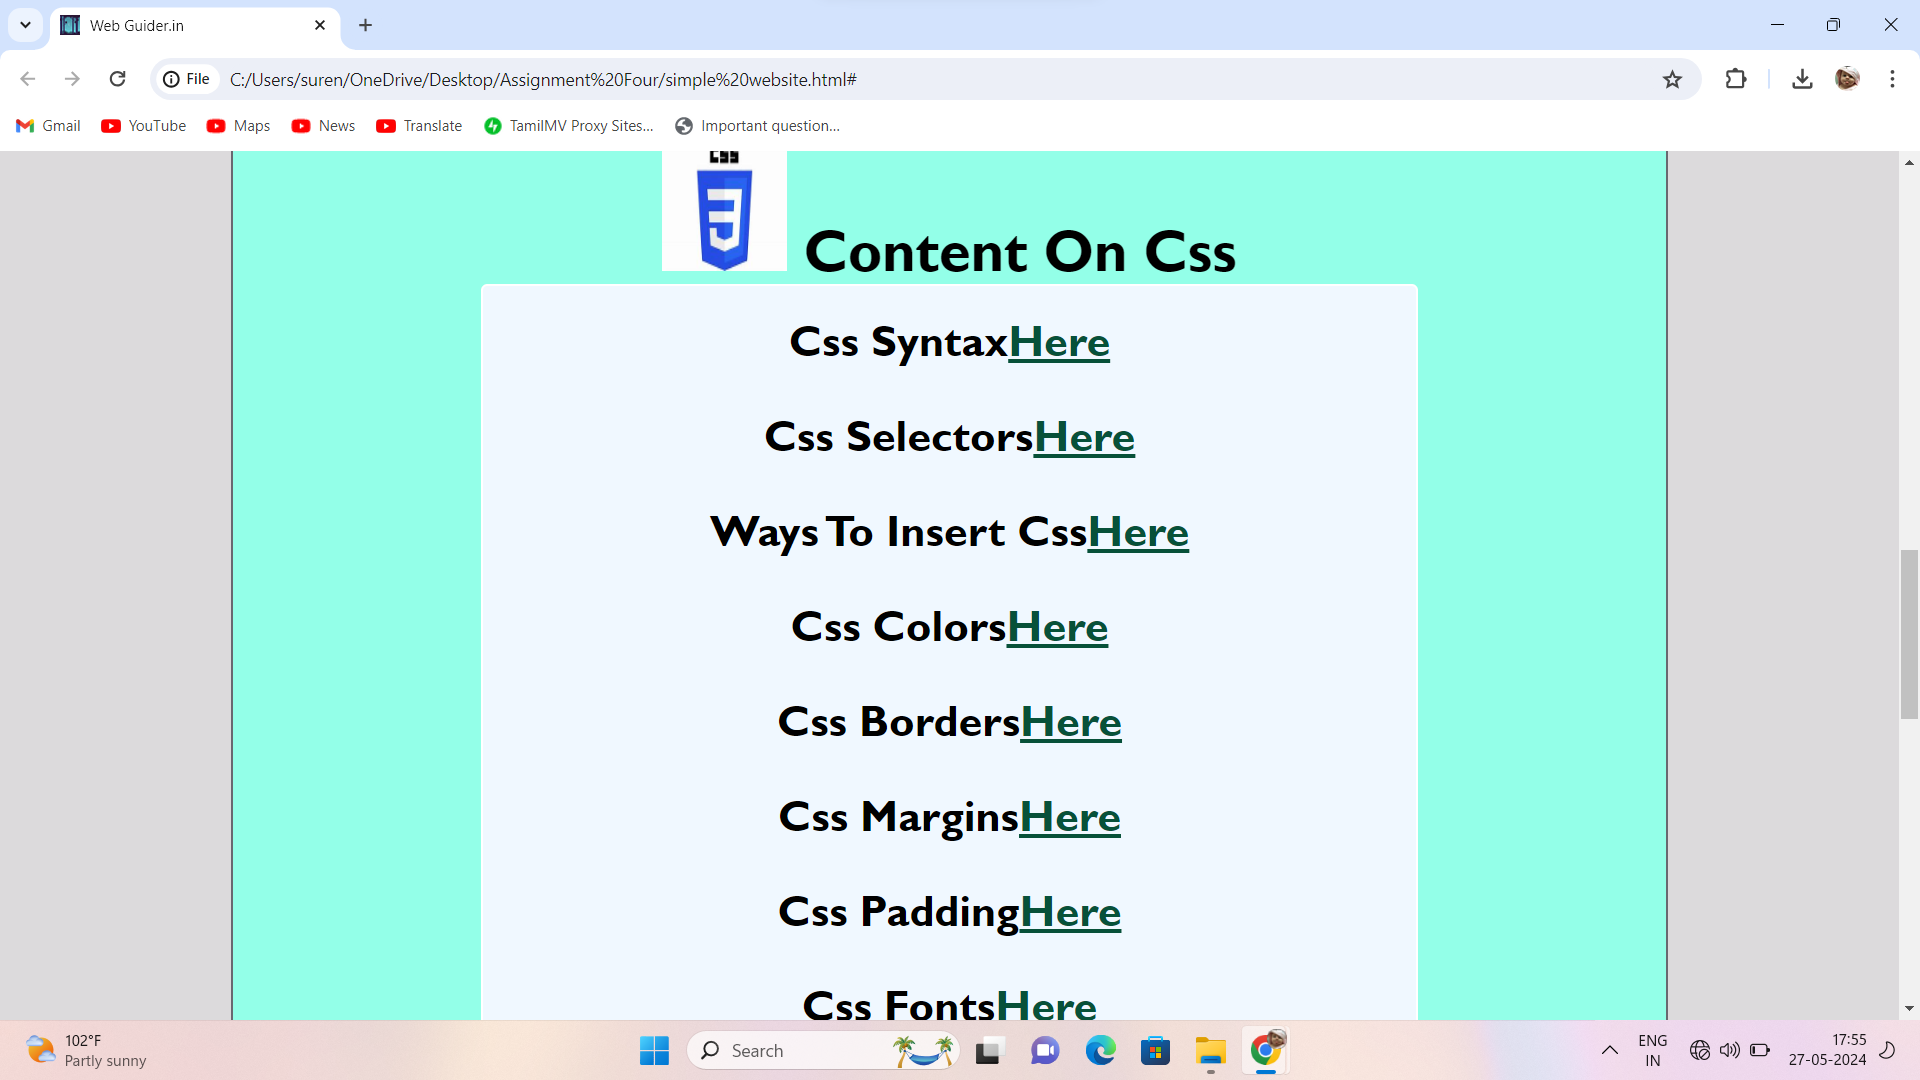 Web Guider.in
File C:/Users/suren/OneDrive/Desktop/Assignment%20Four/simple%20website.html#
Gmail YouTube Maps News Translate TamilMV Proxy Sites... Important question...
CSS
Content On Css
Css SyntaxHere
Css SelectorsHere
Ways To Insert CssHere
Css ColorsHere
Css BordersHere
Css MarginsHere
Css PaddingHere
Css FontsHere
102°F
Partly sunny
Search
ENG
IN
17:55
27-05-2024